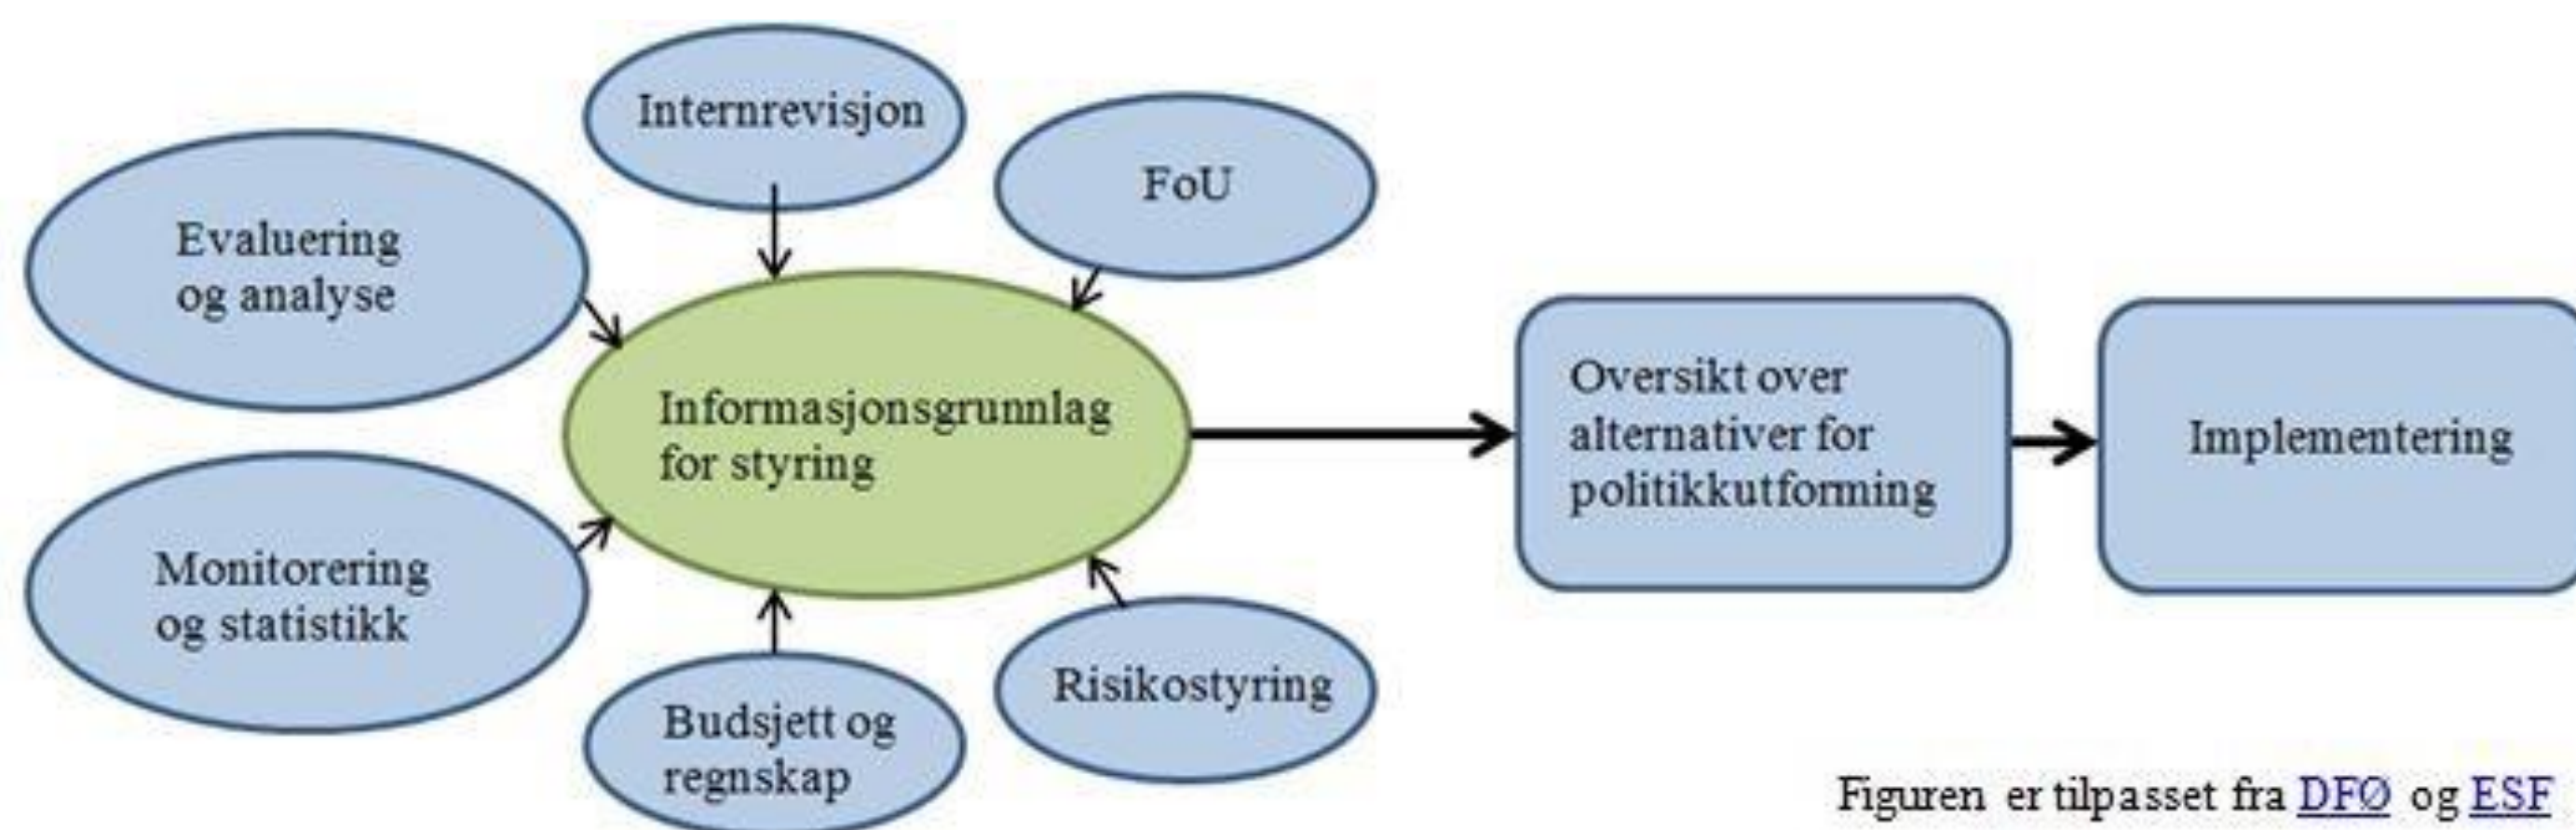 Internrevisjon
FoU
Evaluering
og analyse
Informasjonsgrunnlag
for styring
Oversikt over
alternativer for
politikkutforming
Implementering
Monitorering
og statistikk
Budsjett og
regnskap
Risikostyring
Figuren er tilpasset fra DFØ og ESF